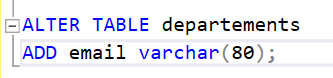 ALTER TABLE departements
ADD email varchar(80);